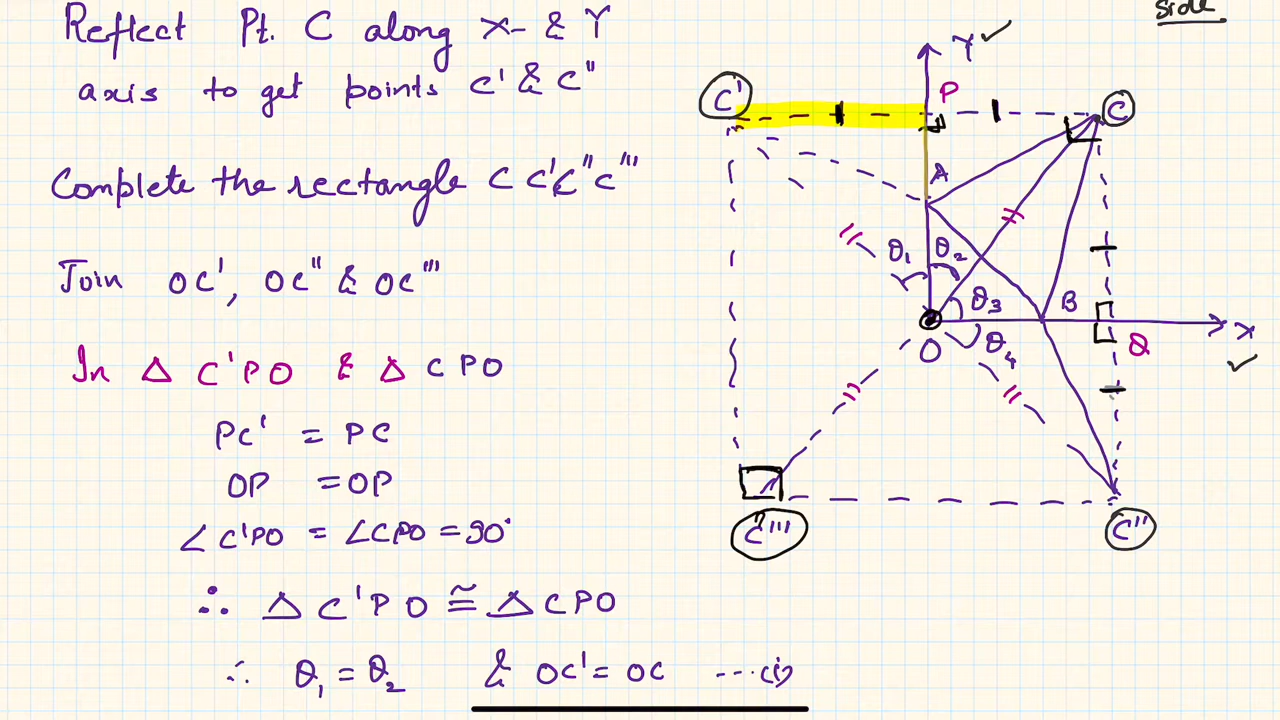 Reflect Pt. C along X- & Y
axis to get points C' & C"
Complete the rectangle C C'C"C'''
Join OC', OC" & OC'''
In Δ C'PO & Δ CPO
PC' = PC
OP = OP
∠C'PO = ∠CPO = 90°
∴ Δ C'PO ≅ Δ CPO
∴ θ₁ = θ₂ & OC' = OC ---(i)
Side
Y ✓
C' P C
A
θ₁ θ₂
θ₃ B
O θ₄ Q X
✓
C''' C"